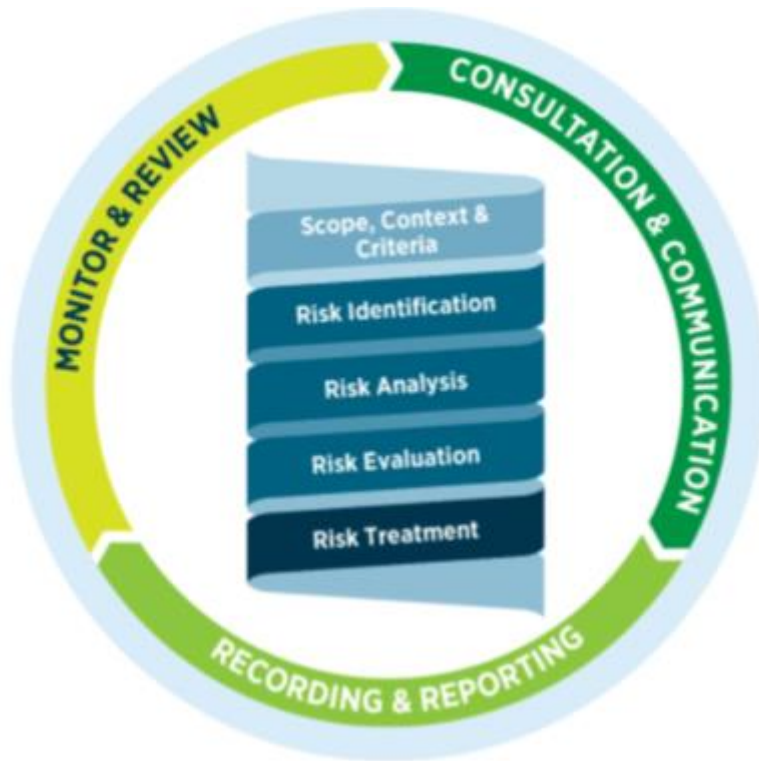 MONITOR & REVIEW
CONSULTATION & COMMUNICATION
Scope, Context &
Criteria
Risk Identification
Risk Analysis
Risk Evaluation
Risk Treatment
RECORDING & REPORTING